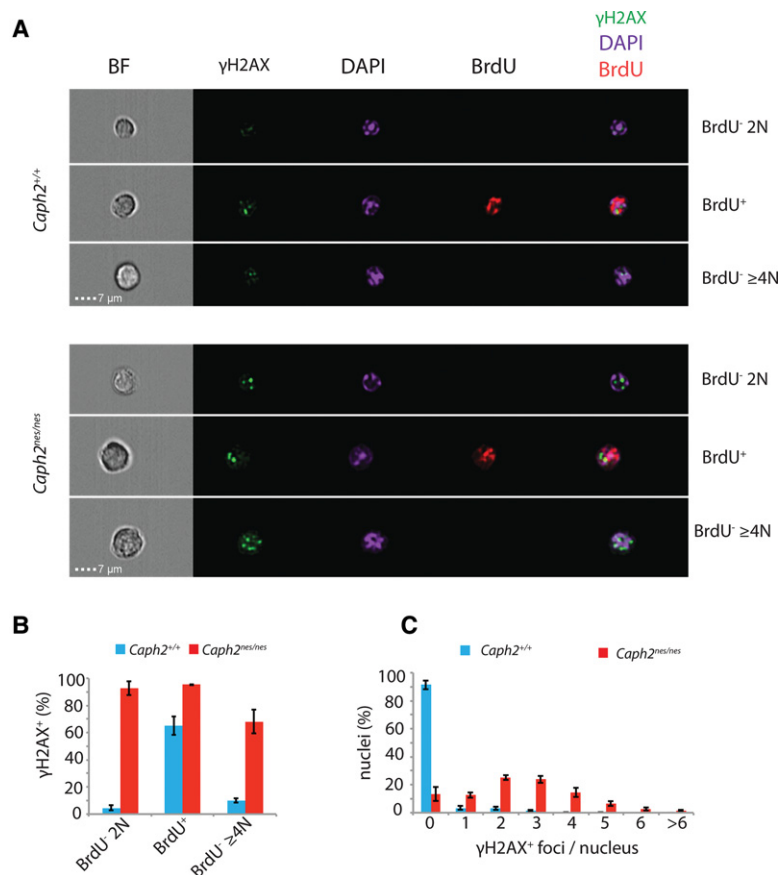 A
BF γH2AX DAPI BrdU γH2AX
DAPI
BrdU
Caph2+/+
BrdU- 2N
BrdU+
BrdU- ≥4N
7 μm
Caph2nes/nes
BrdU- 2N
BrdU+
BrdU- ≥4N
7 μm
B
Caph2+/+ Caph2nes/nes
γH2AX+ (%)
100
80
60
40
20
0
BrdU- 2N BrdU+ BrdU- ≥4N
C
Caph2+/+ Caph2nes/nes
nuclei (%)
100
80
60
40
20
0
0 1 2 3 4 5 6 >6
γH2AX+ foci / nucleus